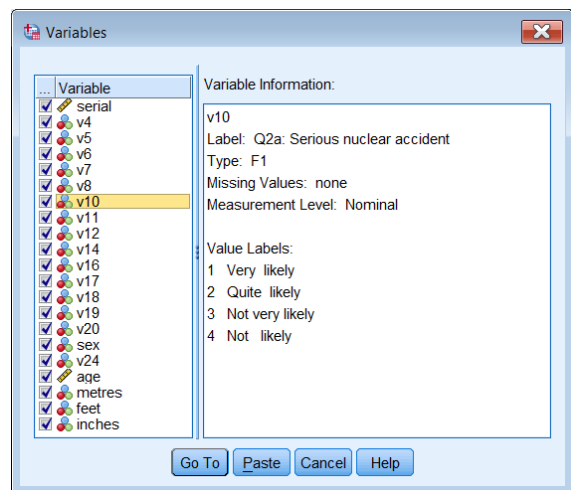 Variables
... Variable
serial
v4
v5
v6
v7
v8
v10
v11
v12
v14
v16
v17
v18
v19
v20
sex
v24
age
metres
feet
inches
Variable Information:
v10
Label: Q2a: Serious nuclear accident
Type: F1
Missing Values: none
Measurement Level: Nominal
Value Labels:
1 Very likely
2 Quite likely
3 Not very likely
4 Not likely
Go To Paste Cancel Help